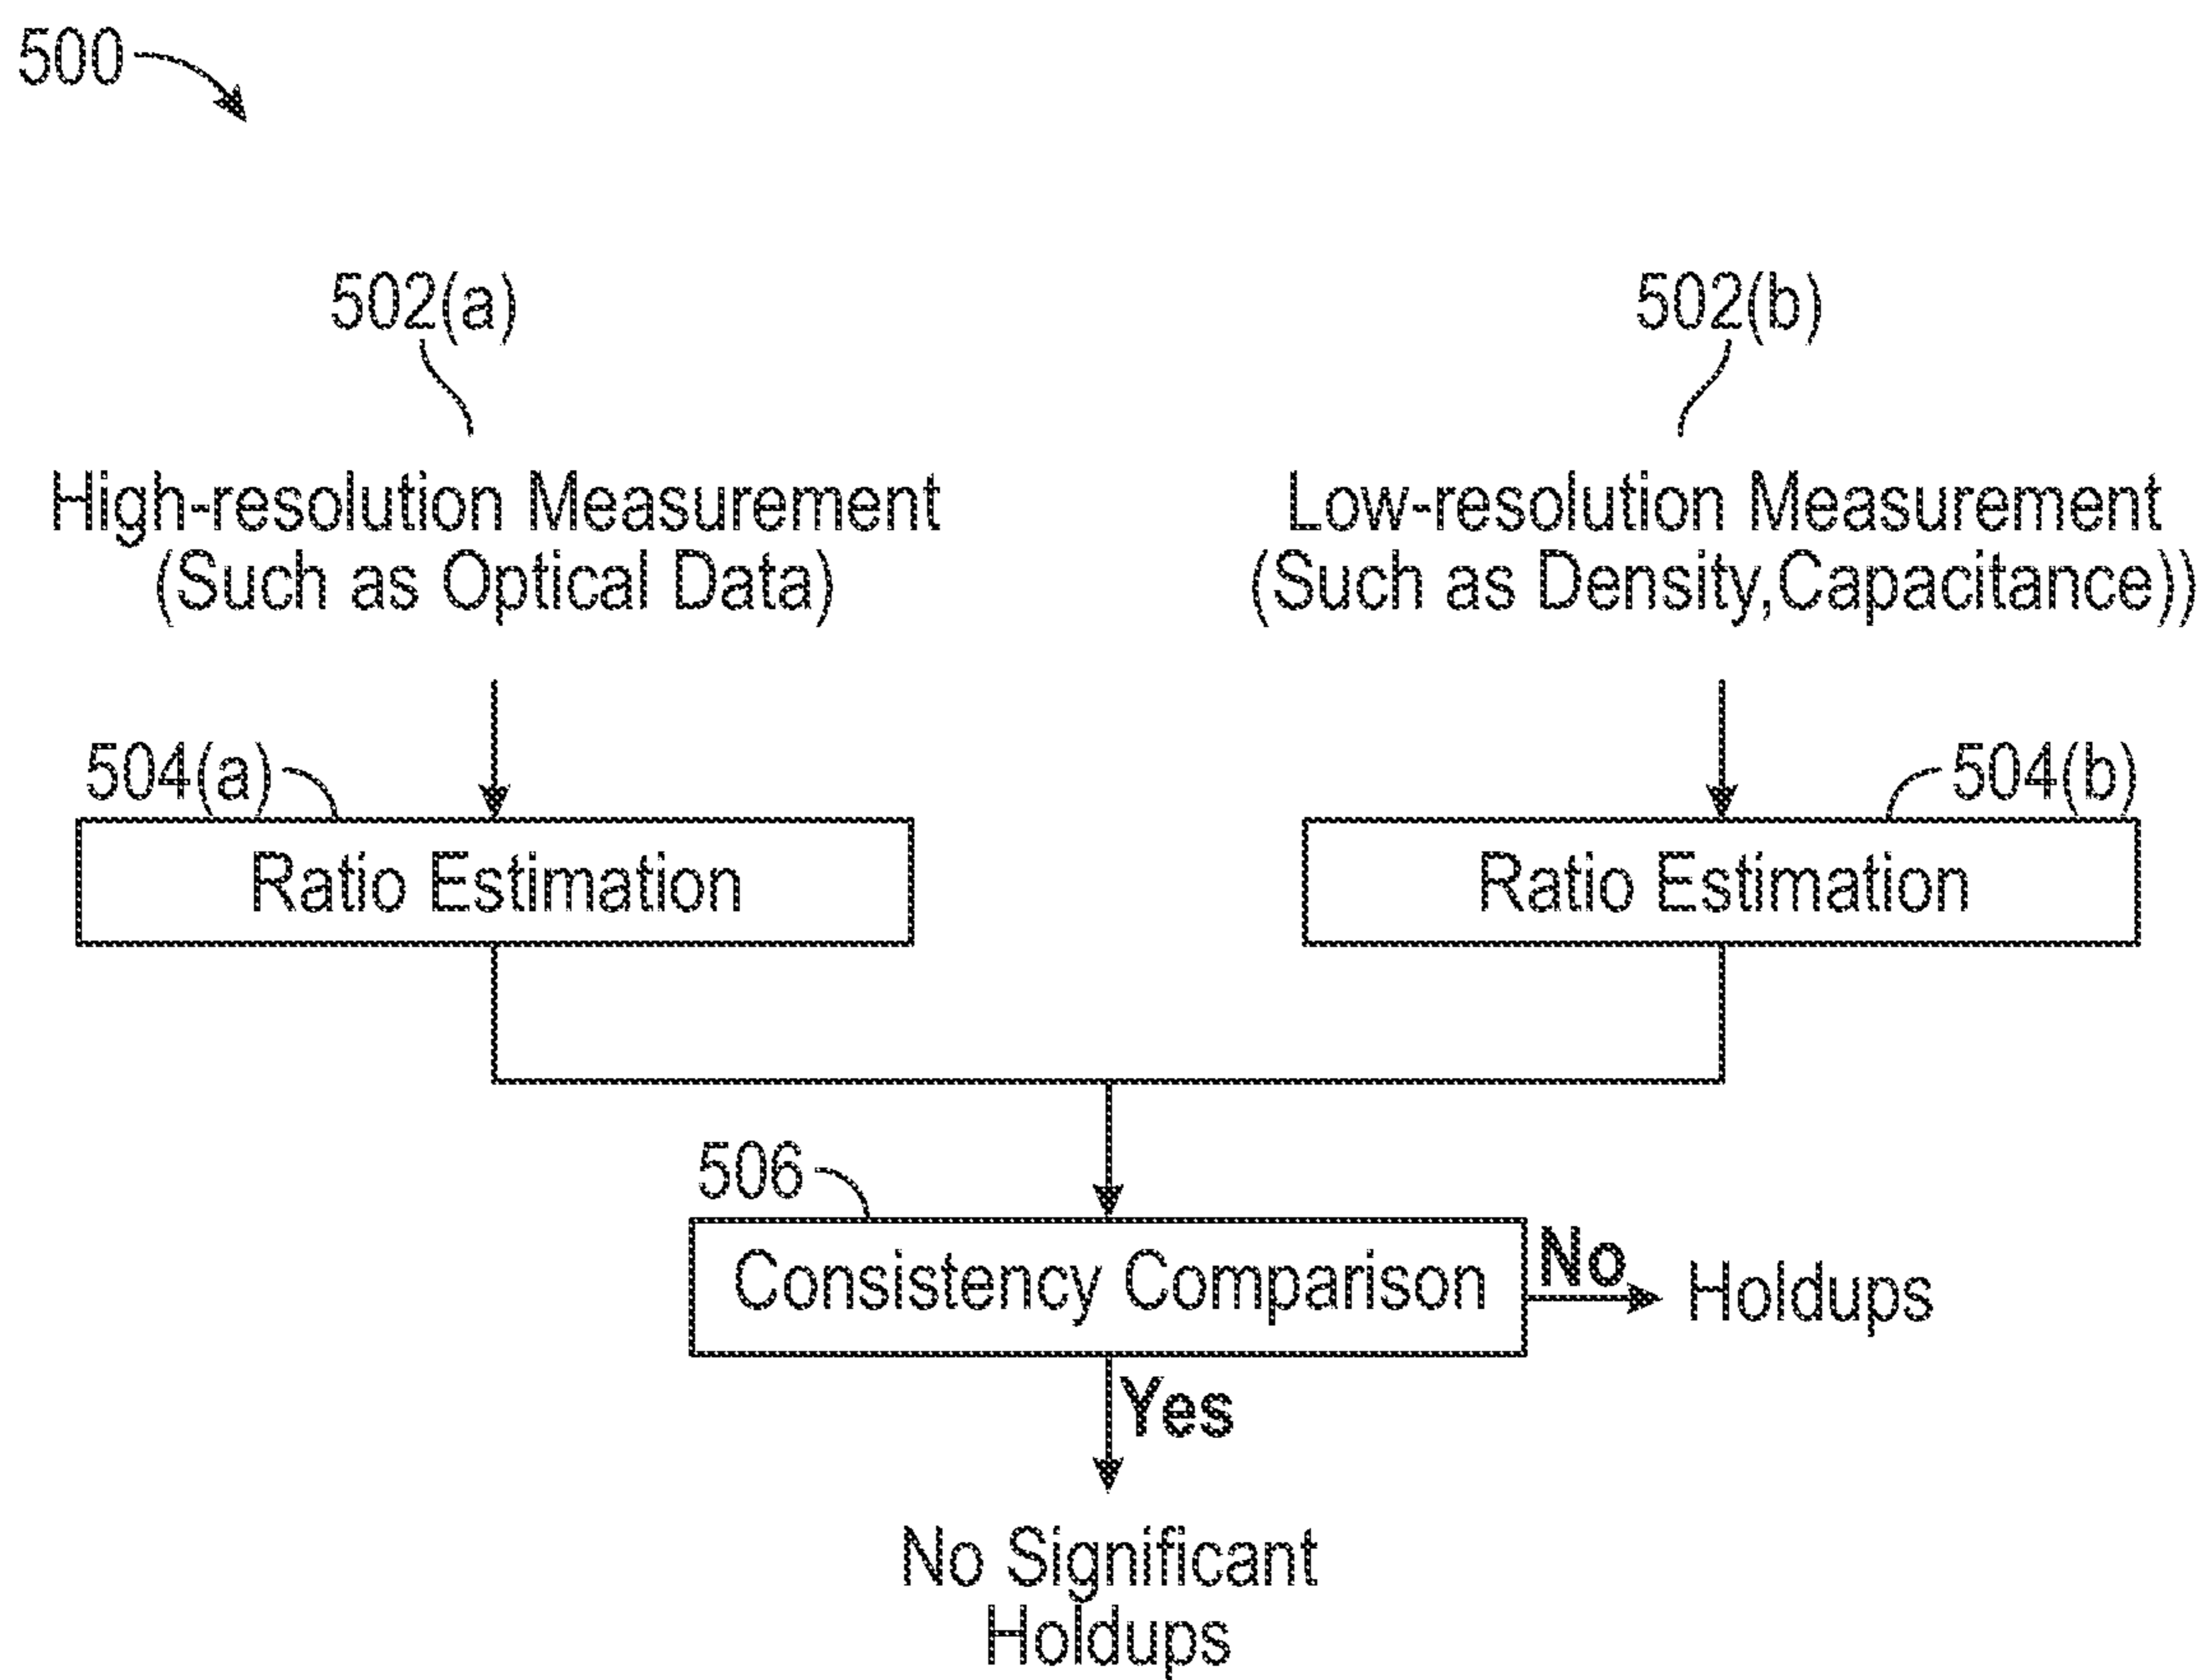 500
502(a)
502(b)
High-resolution Measurement
(Such as Optical Data)
Low-resolution Measurement
(Such as Density,Capacitance))
504(a)
504(b)
Ratio Estimation
Ratio Estimation
506
Consistency Comparison
No
Holdups
Yes
No Significant
Holdups